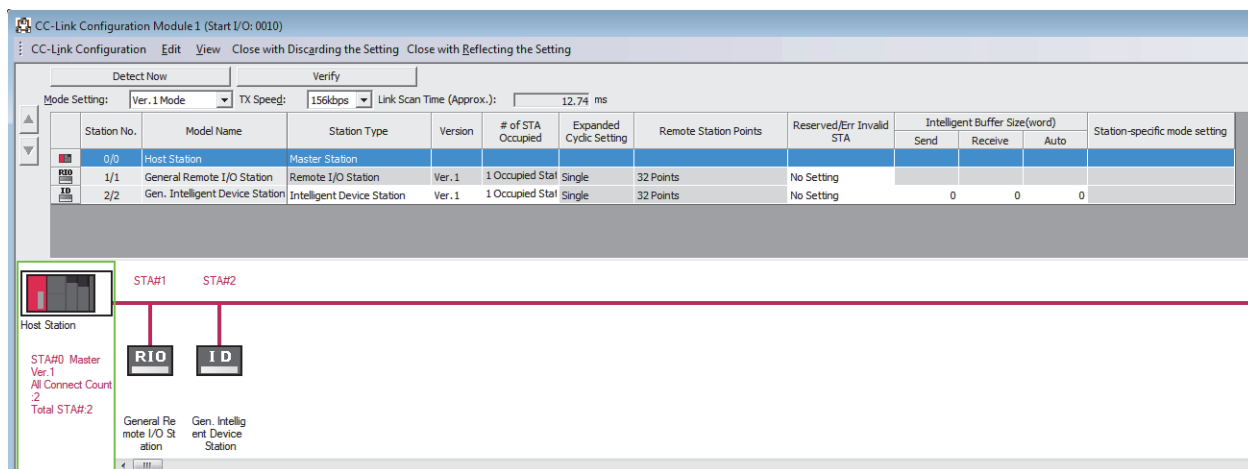 CC-Link Configuration Module 1 (Start I/O: 0010)
CC-Link Configuration Edit View Close with Discarding the Setting Close with Reflecting the Setting
Detect Now Verify
Mode Setting: Ver.1 Mode TX Speed: 156kbps Link Scan Time (Approx.): 12.74 ms
Station No. Model Name Station Type Version # of STA Occupied Expanded Cyclic Setting Remote Station Points Reserved/Err Invalid STA Intelligent Buffer Size(word) Send Receive Auto Station-specific mode setting
0/0 Host Station Master Station
RIO 1/1 General Remote I/O Station Remote I/O Station Ver.1 1 Occupied Stat Single 32 Points No Setting
ID 2/2 Gen. Intelligent Device Station Intelligent Device Station Ver.1 1 Occupied Stat Single 32 Points No Setting 0 0 0
STA#1 STA#2
Host Station
STA#0 Master
Ver.1
All Connect Count
:2
Total STA#:2
RIO ID
General Re
mote I/O St
ation
Gen. Intellig
ent Device
Station